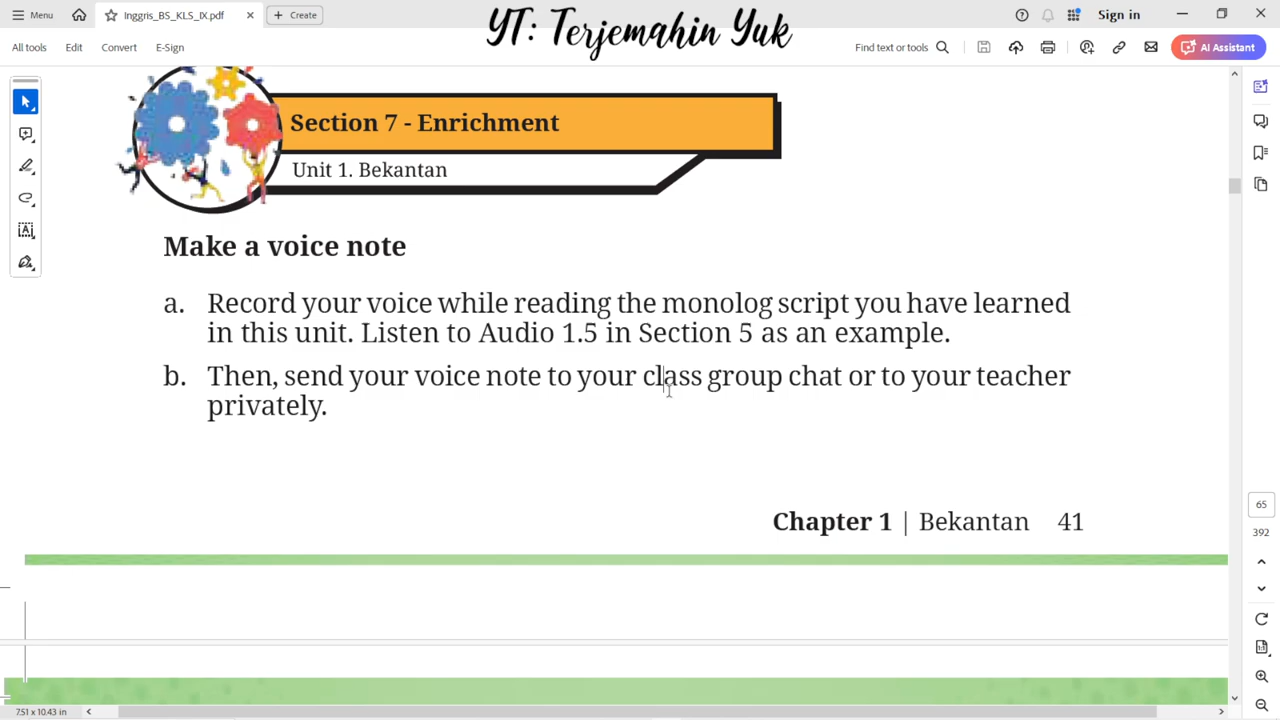 Menu
Inggris_BS_KLS_IX.pdf
Create
YT: Terjemahin Yuk
Sign in
All tools
Edit
Convert
E-Sign
Find text or tools
AI Assistant
Section 7 - Enrichment
Unit 1. Bekantan
Make a voice note
a. Record your voice while reading the monolog script you have learned
in this unit. Listen to Audio 1.5 in Section 5 as an example.
b. Then, send your voice note to your class group chat or to your teacher
privately.
65
392
Chapter 1 | Bekantan 41
7.51 x 10.43 in